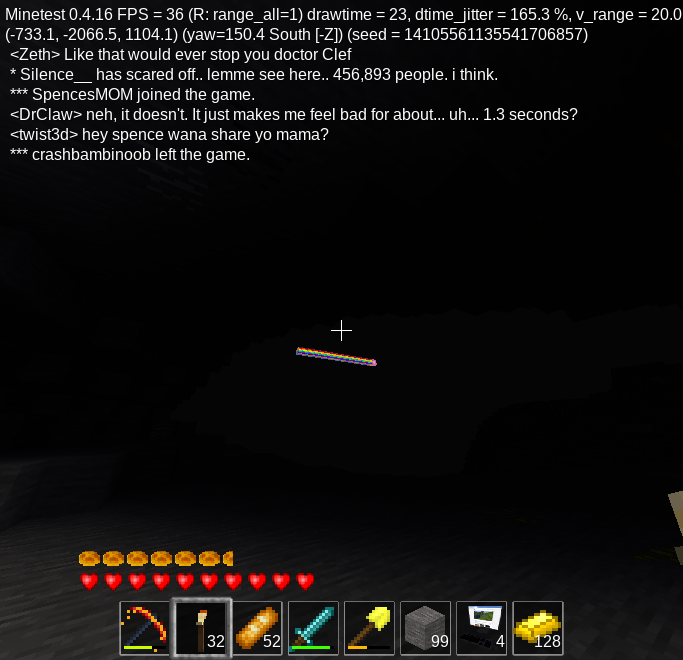 Minetest 0.4.16 FPS = 36 (R: range_all=1) drawtime = 23, dtime_jitter = 165.3 %, v_range = 20.0
(-733.1, -2066.5, 1104.1) (yaw=150.4 South [-Z]) (seed = 14105561135541706857)
<Zeth> Like that would ever stop you doctor Clef
* Silence__ has scared off.. lemme see here.. 456,893 people. i think.
*** SpencesMOM joined the game.
<DrClaw> neh, it doesn't. It just makes me feel bad for about... uh... 1.3 seconds?
<twist3d> hey spence wana share yo mama?
*** crashbambinoob left the game.
32 52 99 4 128